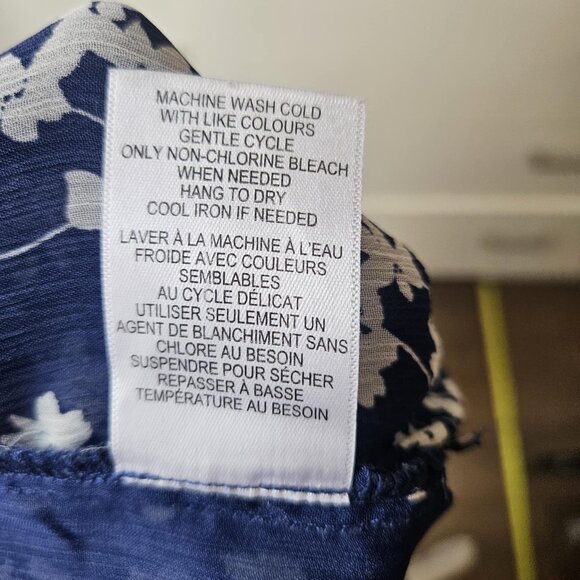 MACHINE WASH COLD
WITH LIKE COLOURS
GENTLE CYCLE
ONLY NON-CHLORINE BLEACH
WHEN NEEDED
HANG TO DRY
COOL IRON IF NEEDED
LAVER À LA MACHINE À L'EAU
FROIDE AVEC COULEURS
SEMBLABLES
AU CYCLE DÉLICAT
UTILISER SEULEMENT UN
AGENT DE BLANCHIMENT SANS
CHLORE AU BESOIN
SUSPENDRE POUR SÉCHER
REPASSER À BASSE
TEMPÉRATURE AU BESOIN